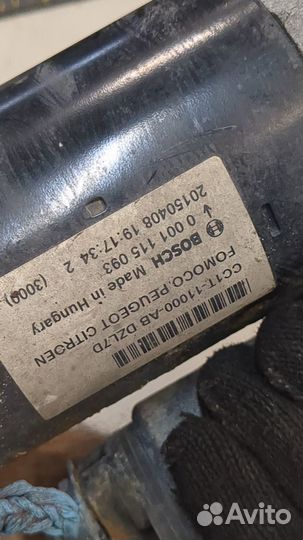 CC1T-11000-AB DZL7D
FOMOCO,PEUGEOT CITROEN
0 001 115 093
BOSCH Made in Hungary
20150408 19:17:34 2 (3000)
Avito